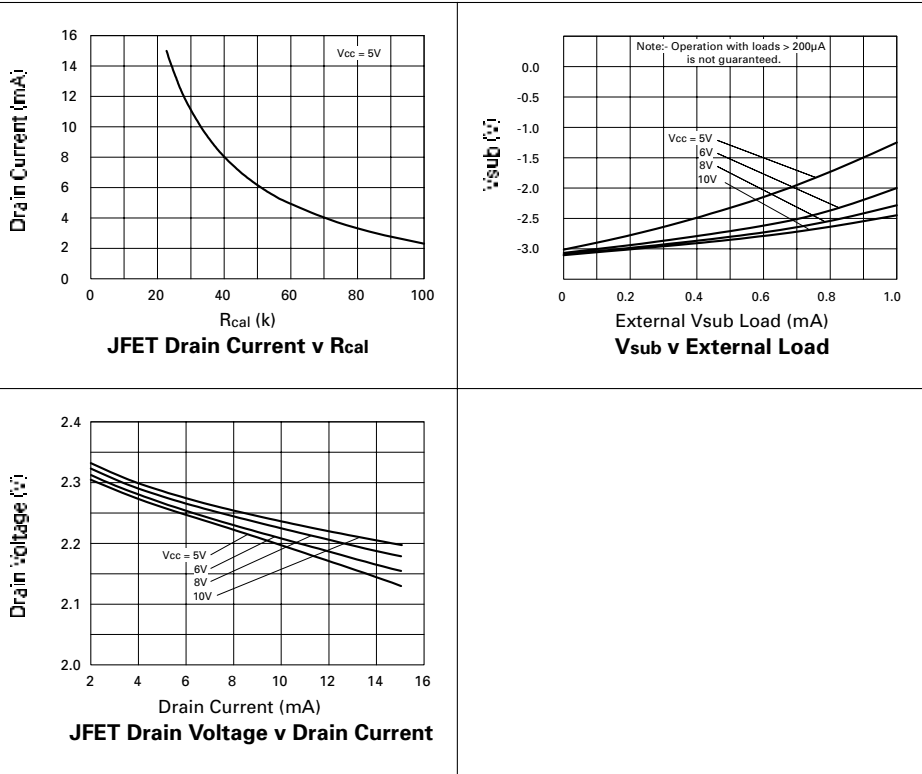 16
14
12
10
8
6
4
2
0
Drain Current (mA)
Vcc = 5V
0 20 40 60 80 100
Rcal (k)
JFET Drain Current v Rcal
Note:- Operation with loads > 200µA
is not guaranteed.
0.0
-0.5
-1.0
-1.5
-2.0
-2.5
-3.0
Vsub (V)
Vcc = 5V
6V
8V
10V
0 0.2 0.4 0.6 0.8 1.0
External Vsub Load (mA)
Vsub v External Load
2.4
2.3
2.2
2.1
2.0
Drain Voltage (V)
Vcc = 5V
6V
8V
10V
2 4 6 8 10 12 14 16
Drain Current (mA)
JFET Drain Voltage v Drain Current